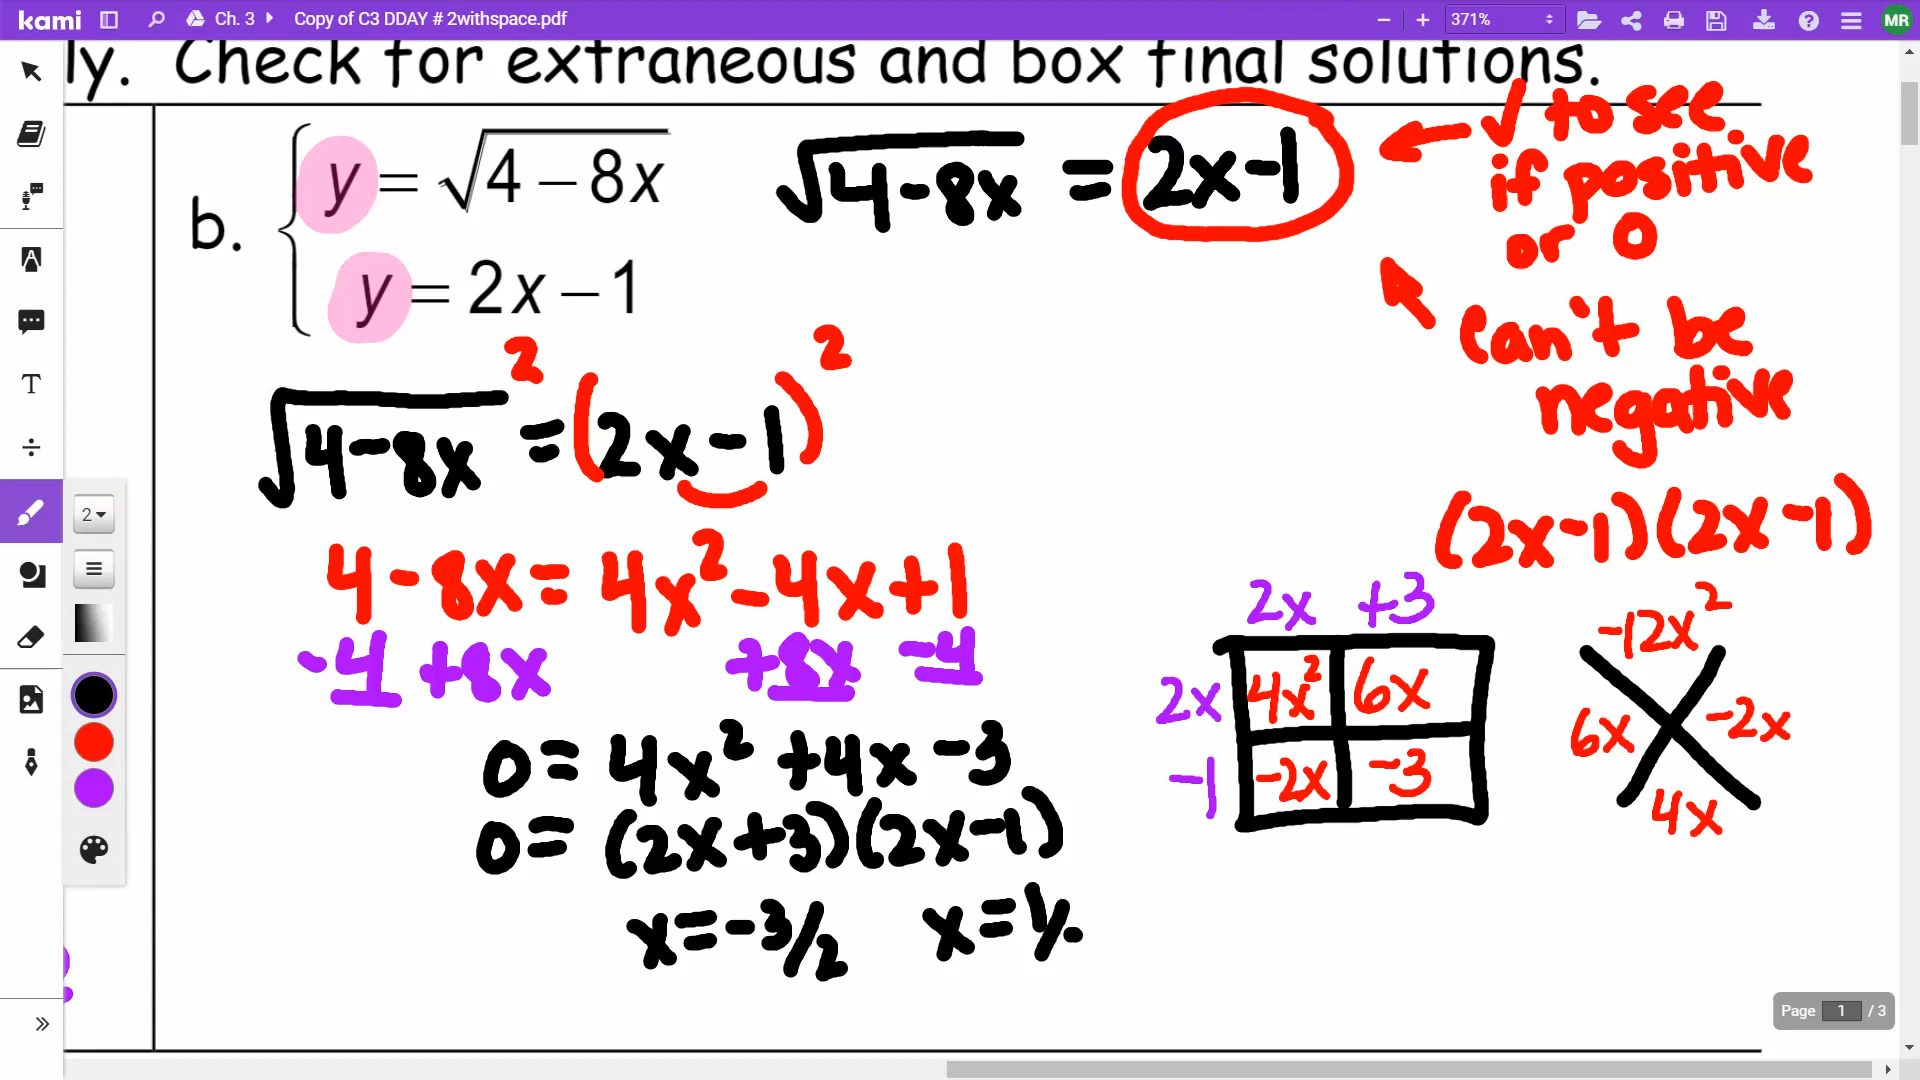 kami Ch. 3 Copy of C3 DDAY # 2withspace.pdf 371% MR
ly. Check for extraneous and box final solutions.
b. y = √4 − 8x
y = 2x − 1
√4-8x = 2x-1
✓ to see
if positive
or 0
can't be
negative
√4-8x² = (2x-1)²
(2x-1)(2x-1)
4-8x = 4x²-4x+1
-4 +8x +8x -4
0 = 4x² +4x -3
0 = (2x+3)(2x-1)
x=-3/2 x=1/
2x +3
2x 4x² 6x
-1 -2x -3
-12x²
6x -2x
4x
2
T
Page 1 / 3